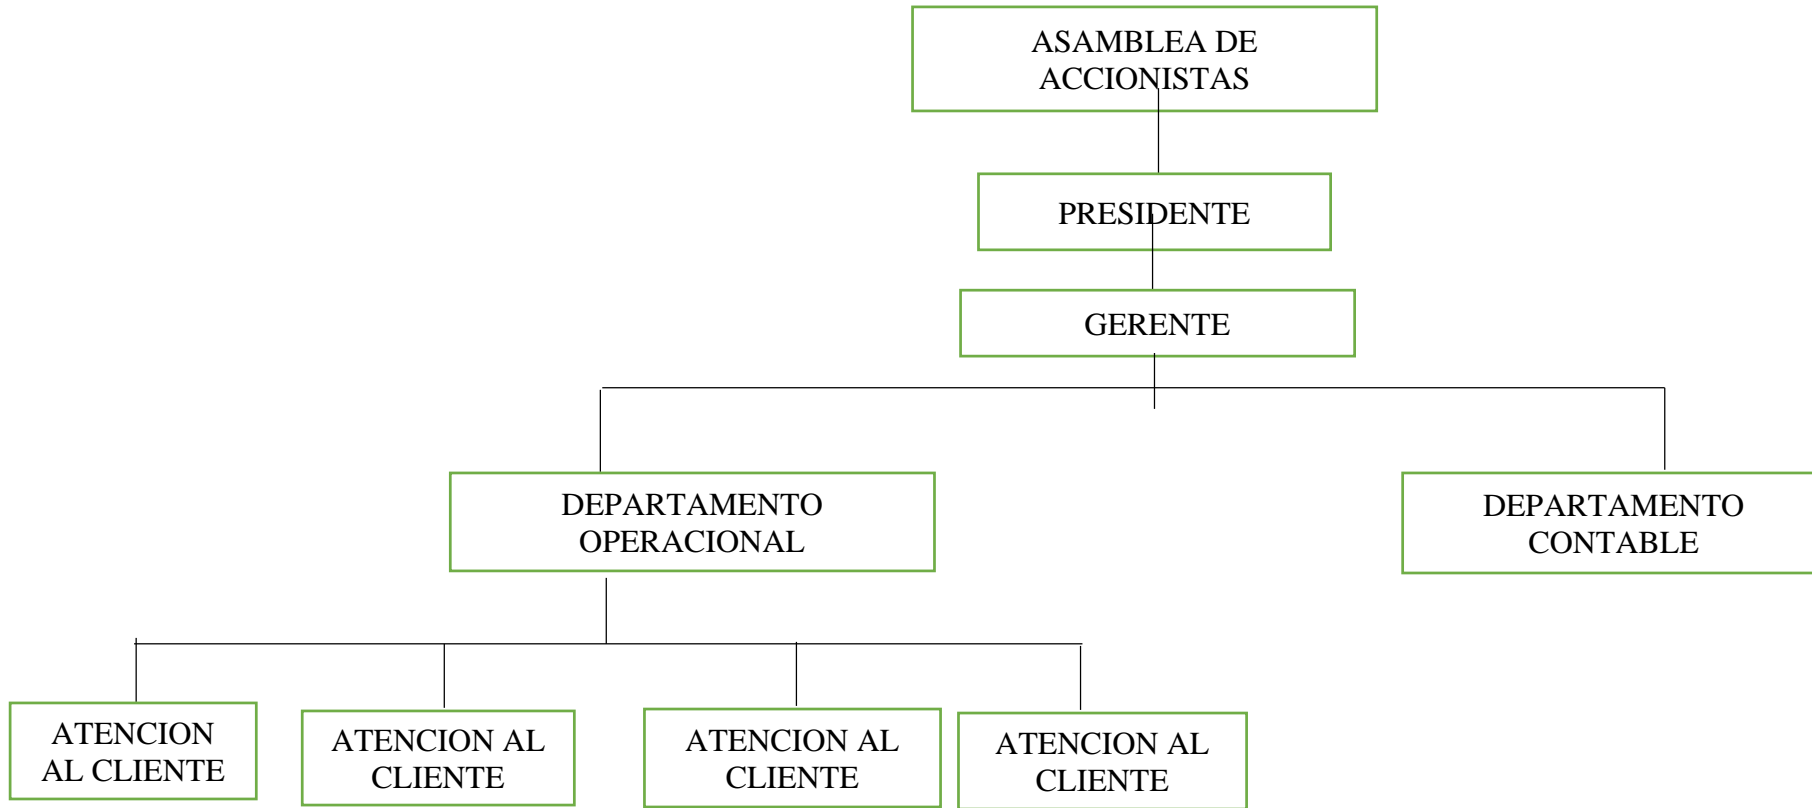 ASAMBLEA DE
ACCIONISTAS
PRESIDENTE
GERENTE
DEPARTAMENTO
OPERACIONAL
DEPARTAMENTO
CONTABLE
ATENCION
AL CLIENTE
ATENCION AL
CLIENTE
ATENCION AL
CLIENTE
ATENCION AL
CLIENTE